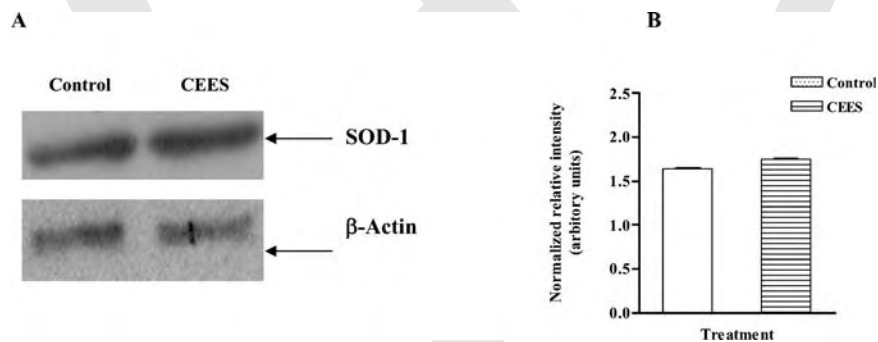 A
Control CEES
SOD-1
β-Actin
B
Control
CEES
Normalized relative intensity
(arbitory units)
2.5
2.0
1.5
1.0
0.5
0.0
Treatment